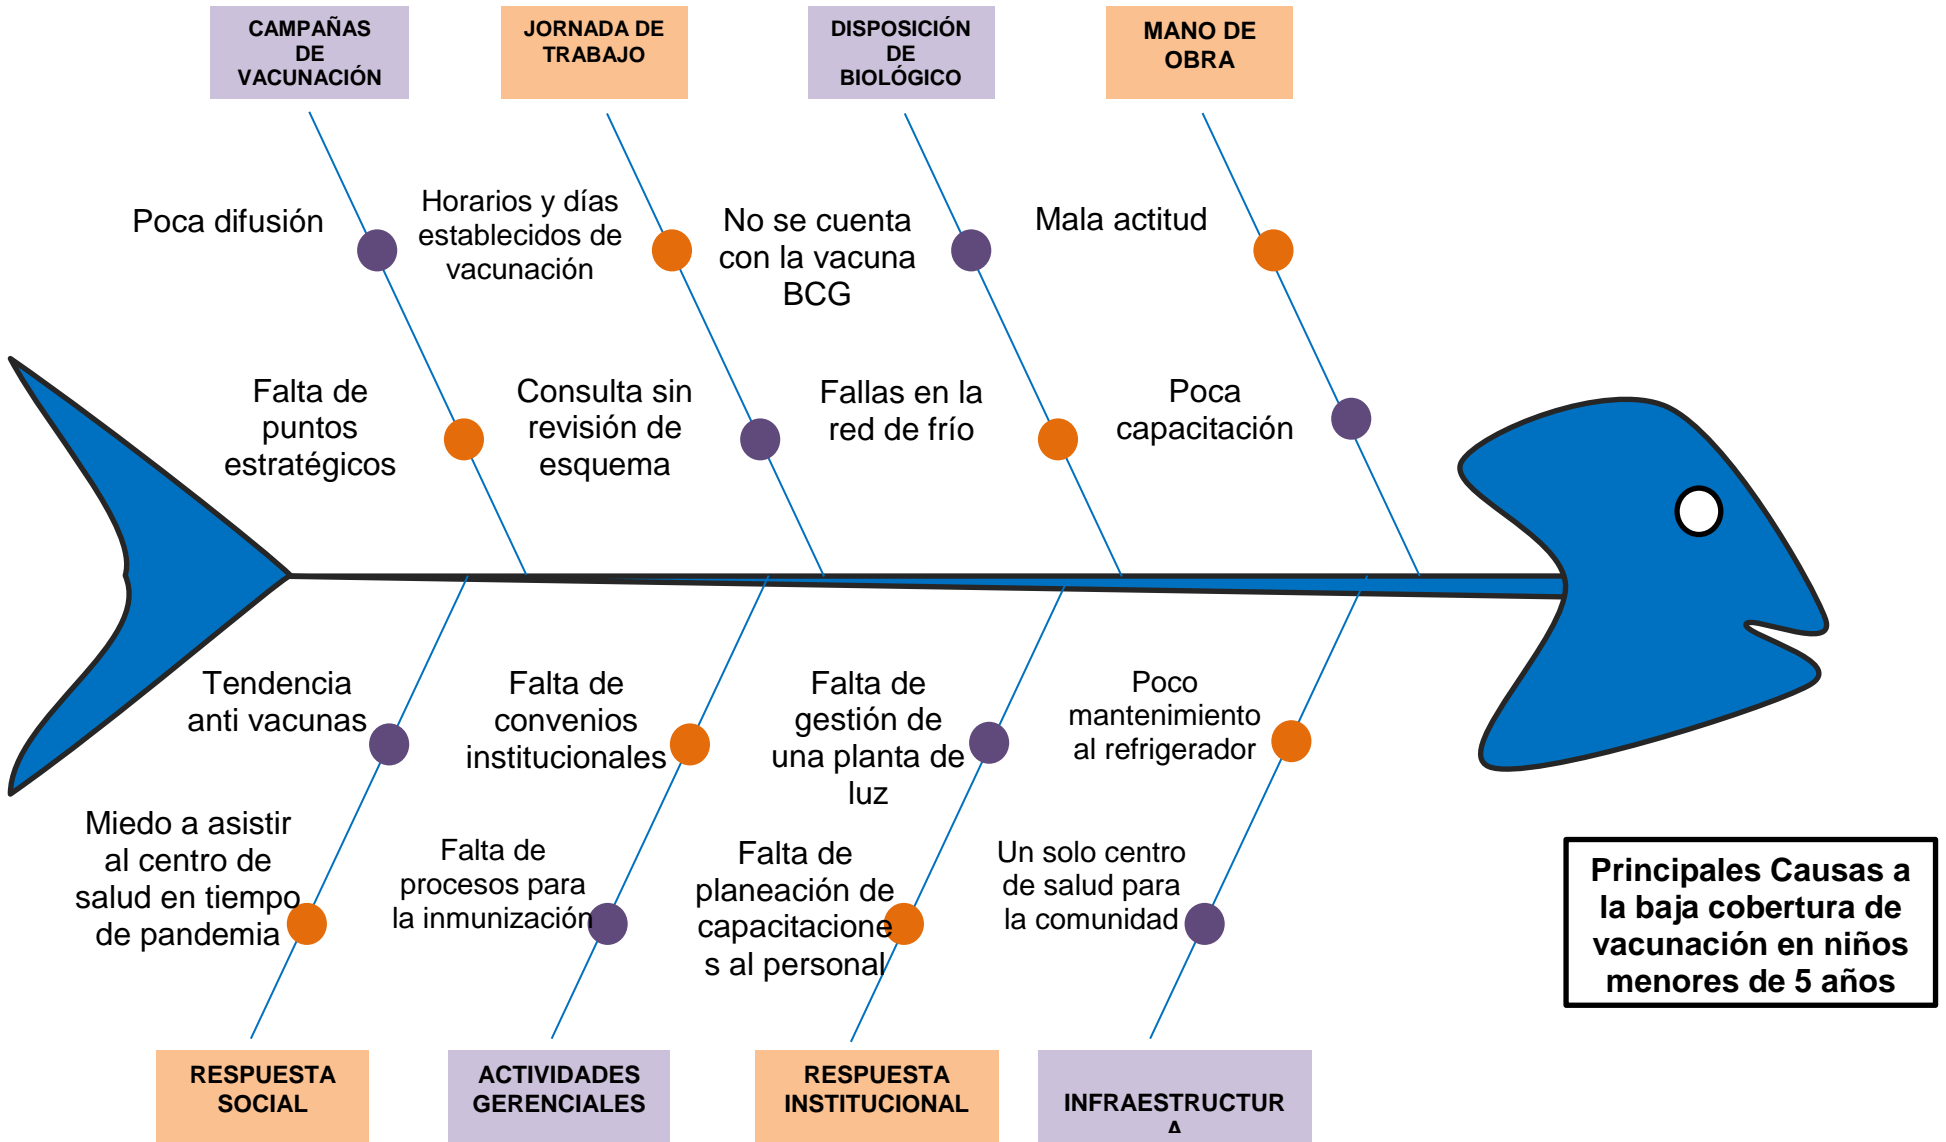 CAMPAÑAS
DE
VACUNACIÓN
JORNADA DE
TRABAJO
DISPOSICIÓN
DE
BIOLÓGICO
MANO DE
OBRA
Poca difusión
Horarios y días
establecidos de
vacunación
No se cuenta
con la vacuna
BCG
Mala actitud
Falta de
puntos
estratégicos
Consulta sin
revisión de
esquema
Fallas en la
red de frío
Poca
capacitación
Tendencia
anti vacunas
Falta de
convenios
institucionales
Falta de
gestión de
una planta de
luz
Poco
mantenimiento
al refrigerador
Miedo a asistir
al centro de
salud en tiempo
de pandemia
Falta de
procesos para
la inmunización
Falta de
planeación de
capacitacione
s al personal
Un solo centro
de salud para
la comunidad
Principales Causas a
la baja cobertura de
vacunación en niños
menores de 5 años
RESPUESTA
SOCIAL
ACTIVIDADES
GERENCIALES
RESPUESTA
INSTITUCIONAL
INFRAESTRUCTUR
A